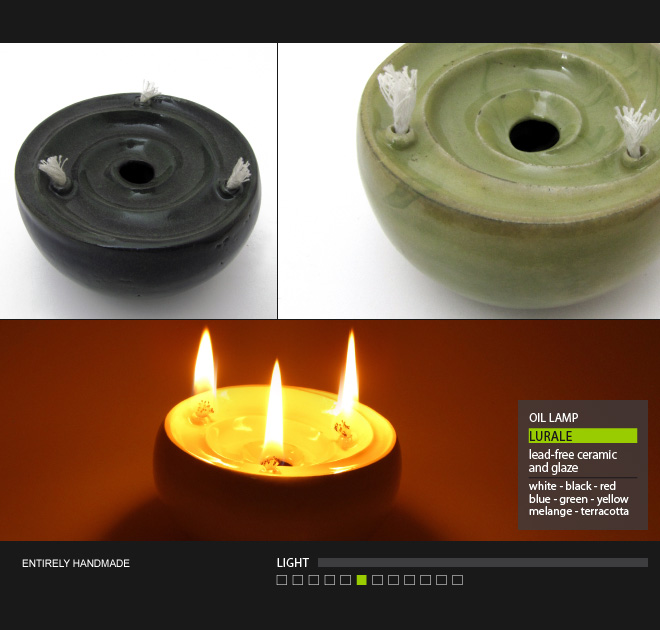 OIL LAMP
LURALE
lead-free ceramic
and glaze
white - black - red
blue - green - yellow
melange - terracotta
ENTIRELY HANDMADE
LIGHT